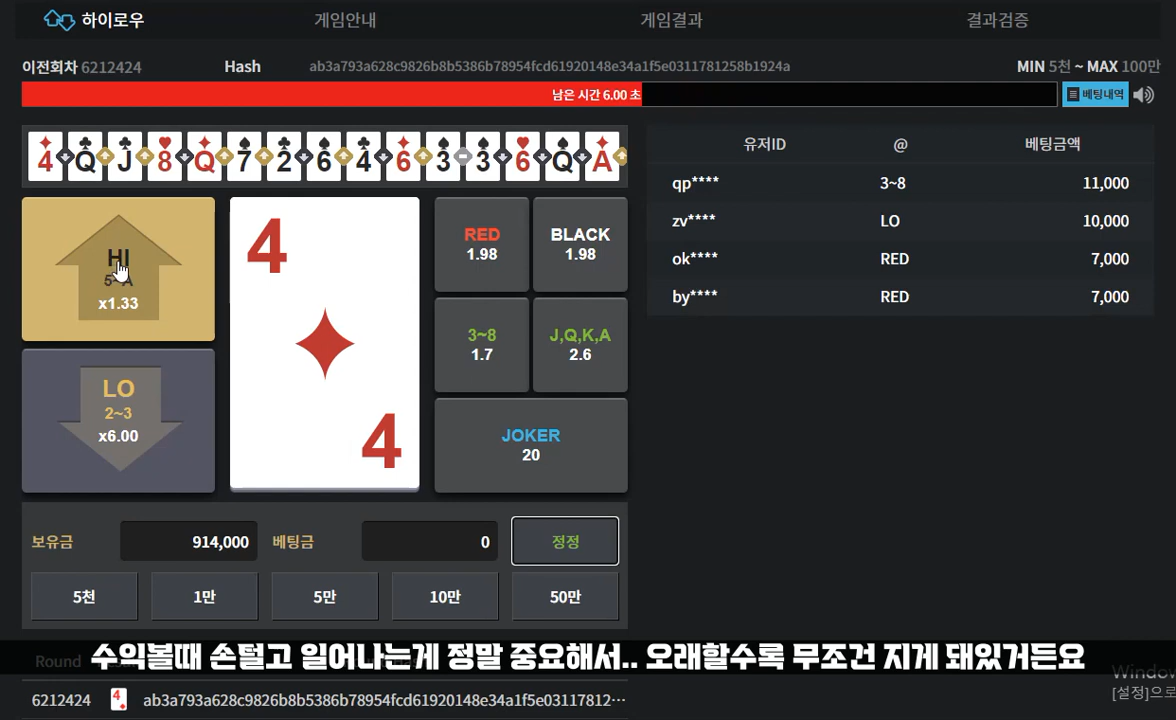 하이로우 게임안내 게임결과 결과검증
이전회차 6212424 Hash ab3a793a628c9826b8b5386b78954fcd61920148e34a1f5e0311781258b1924a MIN 5천 ~ MAX 100만
남은 시간 6.00 초 베팅내역
4 Q J 8 Q 7 2 6 4 6 3 3 6 Q A
유저ID @ 베팅금액
qp**** 3~8 11,000
zv**** LO 10,000
ok**** RED 7,000
by**** RED 7,000
HI
x1.33
LO
2~3
x6.00
4
4
RED
1.98
BLACK
1.98
3~8
1.7
J,Q,K,A
2.6
JOKER
20
보유금 914,000 베팅금 0 정정
5천 1만 5만 10만 50만
Round
수익볼때 손털고 일어나는게 정말 중요해서.. 오래할수록 무조건 지게 돼있거든요
[설정]으로
6212424 4 ab3a793a628c9826b8b5386b78954fcd61920148e34a1f5e03117812…